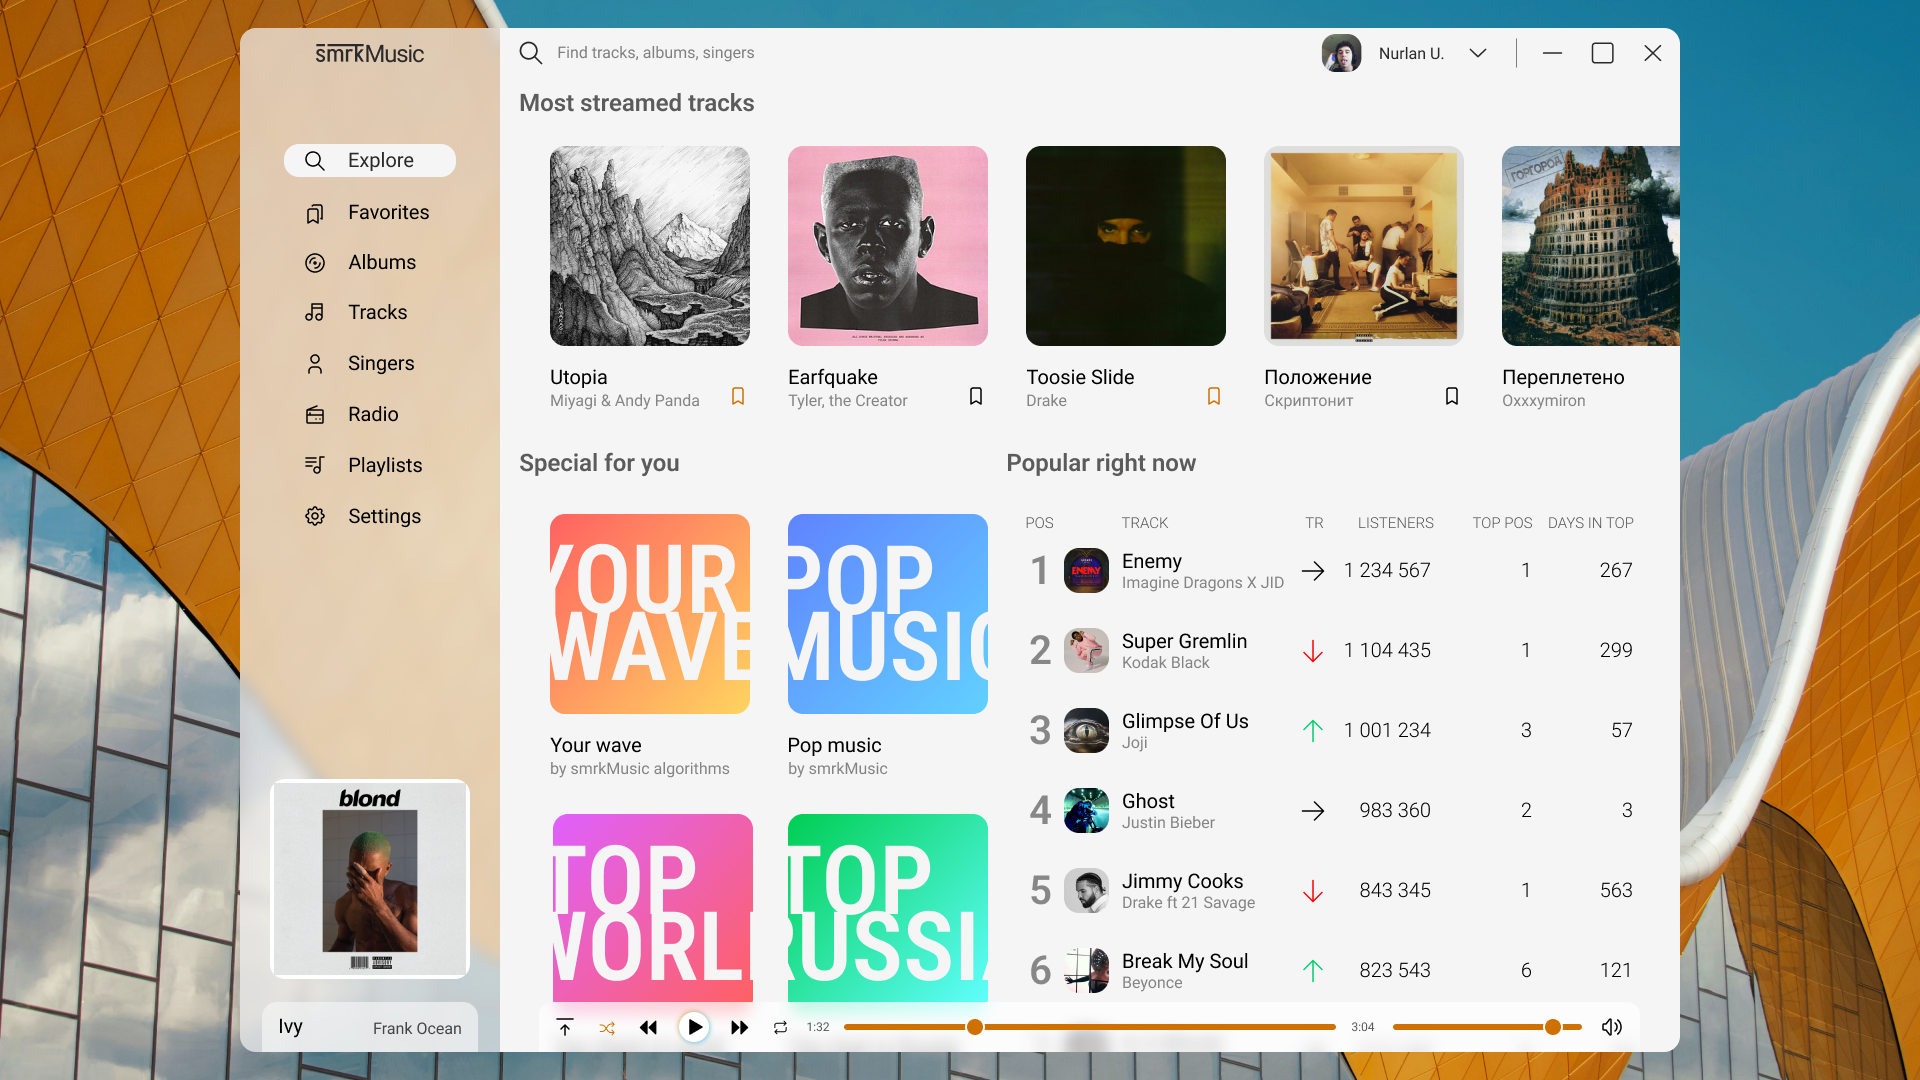 smrkMusic
Find tracks, albums, singers
Nurlan U.
Explore
Favorites
Albums
Tracks
Singers
Radio
Playlists
Settings
Most streamed tracks
ГОРГОРОД
Utopia
Miyagi & Andy Panda
Earfquake
Tyler, the Creator
Toosie Slide
Drake
Положение
Скриптонит
Переплетено
Oxxxymiron
Special for you
YOUR
WAVE
Your wave
by smrkMusic algorithms
POP
MUSIC
Pop music
by smrkMusic
TOP
WORL
TOP
RUSSIA
Popular right now
POS TRACK TR LISTENERS TOP POS DAYS IN TOP
1 ENEMY Enemy 1 234 567 1 267
Imagine Dragons X JID
2 Super Gremlin 1 104 435 1 299
Kodak Black
3 Glimpse Of Us 1 001 234 3 57
Joji
4 Ghost 983 360 2 3
Justin Bieber
5 Jimmy Cooks 843 345 1 563
Drake ft 21 Savage
6 Break My Soul 823 543 6 121
Beyonce
blond
Ivy Frank Ocean
1:32 3:04